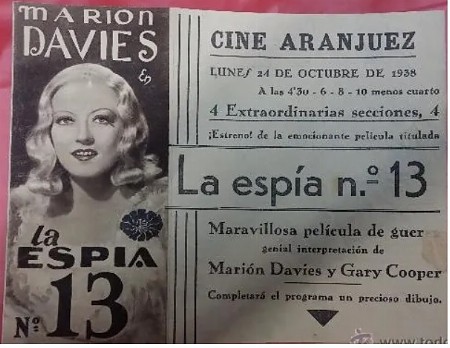 MARION
DAVIES
en
la
ESPIA
Nº 13
CINE ARANJUEZ
LUNES 24 DE OCTUBRE DE 1938
A las 4'30 - 6 - 8 - 10 menos cuarto
4 Extraordinarias secciones, 4
¡Estreno! de la emocionante película titulada
La espía n.º 13
Maravillosa película de guer
genial interpretación de
Marión Davies y Gary Cooper
Completará el programa un precioso dibujo.